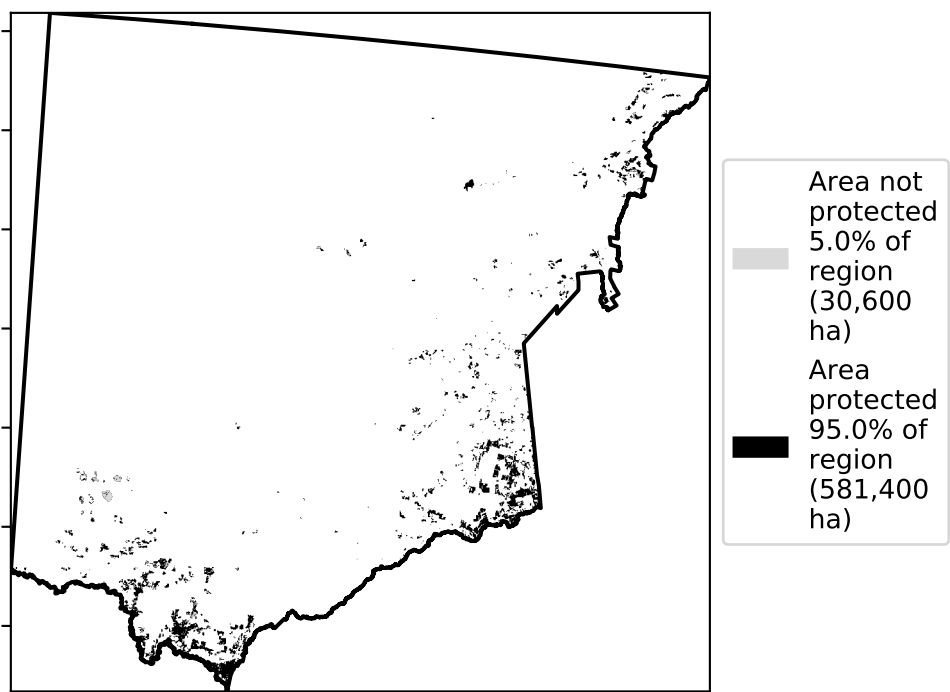 Area not
protected
5.0% of
region
(30,600
ha)
Area
protected
95.0% of
region
(581,400
ha)